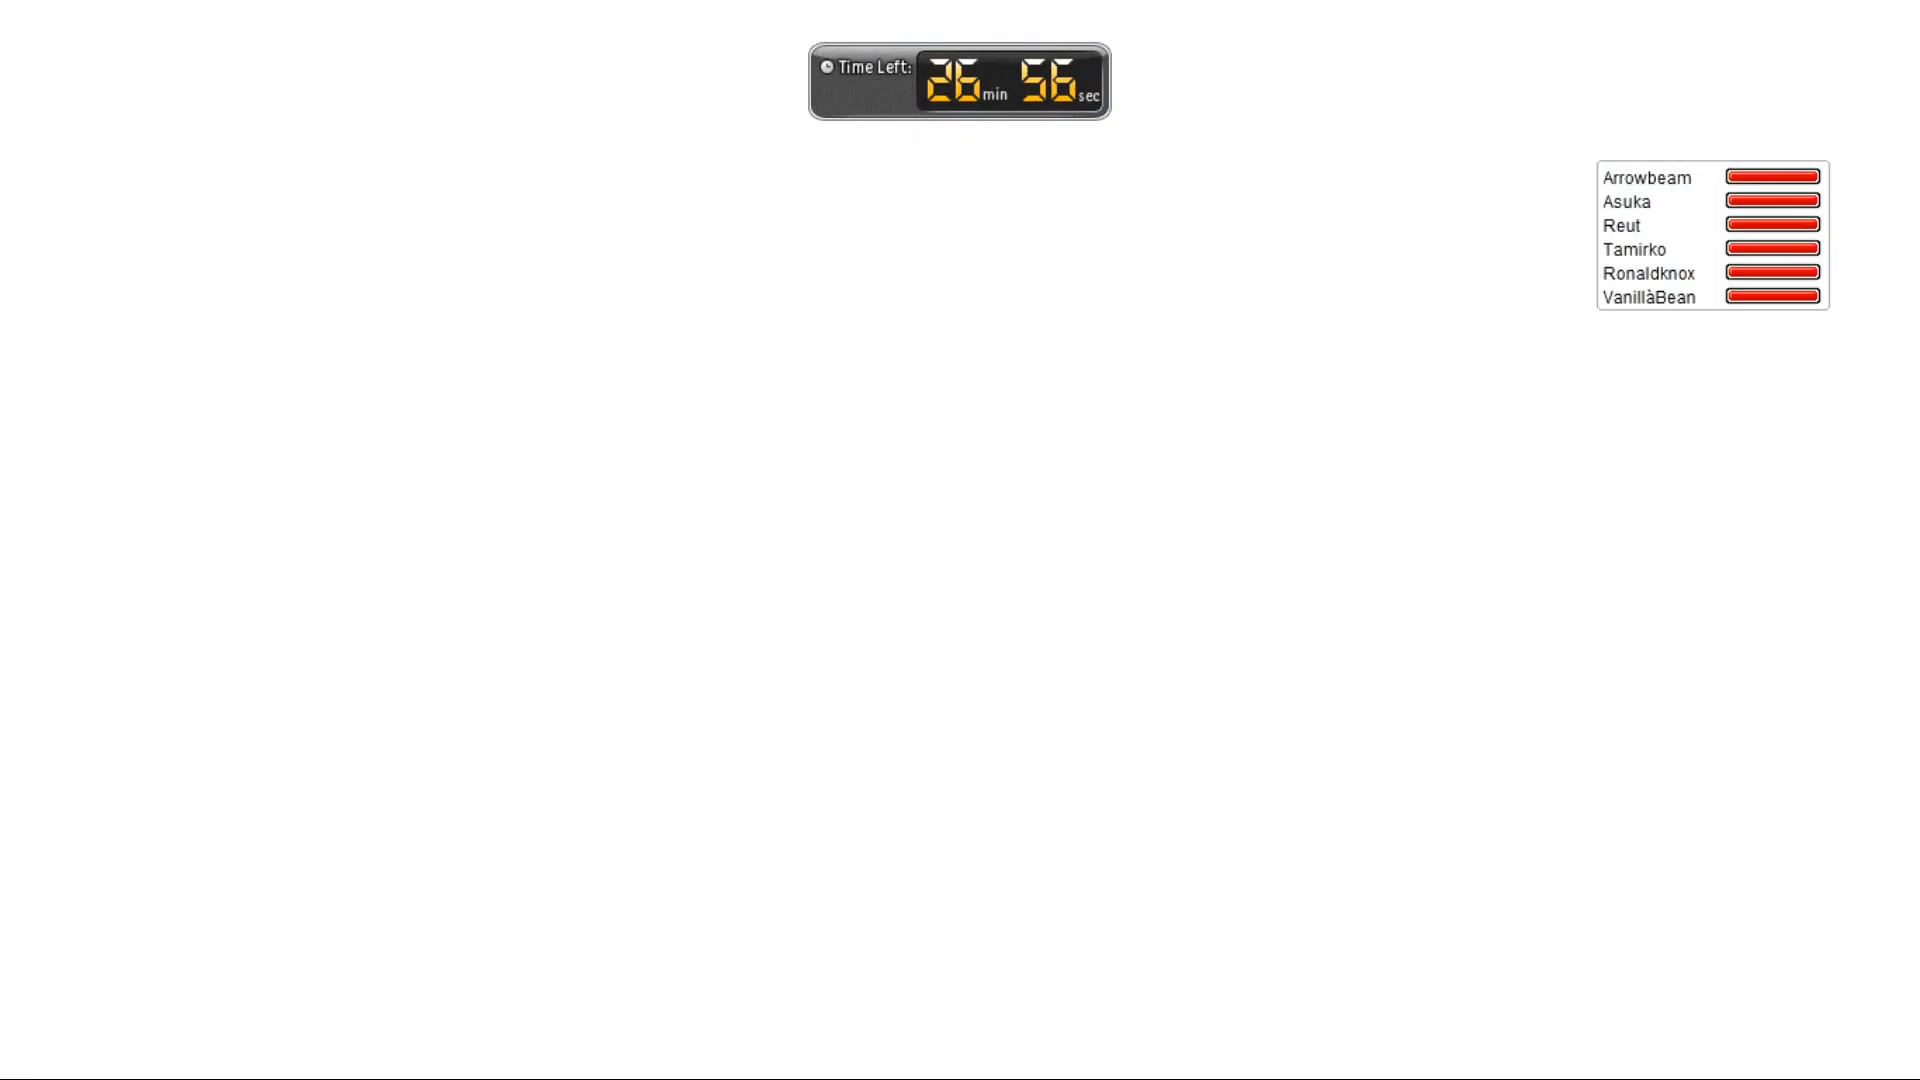 Time Left: 26 min 56 sec
Arrowbeam
Asuka
Reut
Tamirko
Ronaldknox
VanillàBean